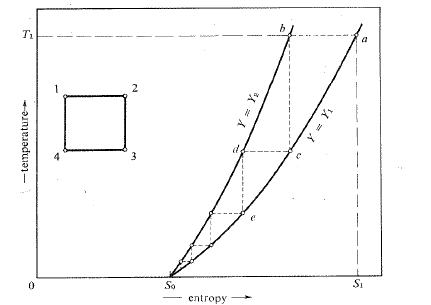 T₁
b
a
1
2
Y = Y₂
Y = Y₁
d
c
4
3
e
temperature
0
S₀
S₁
entropy